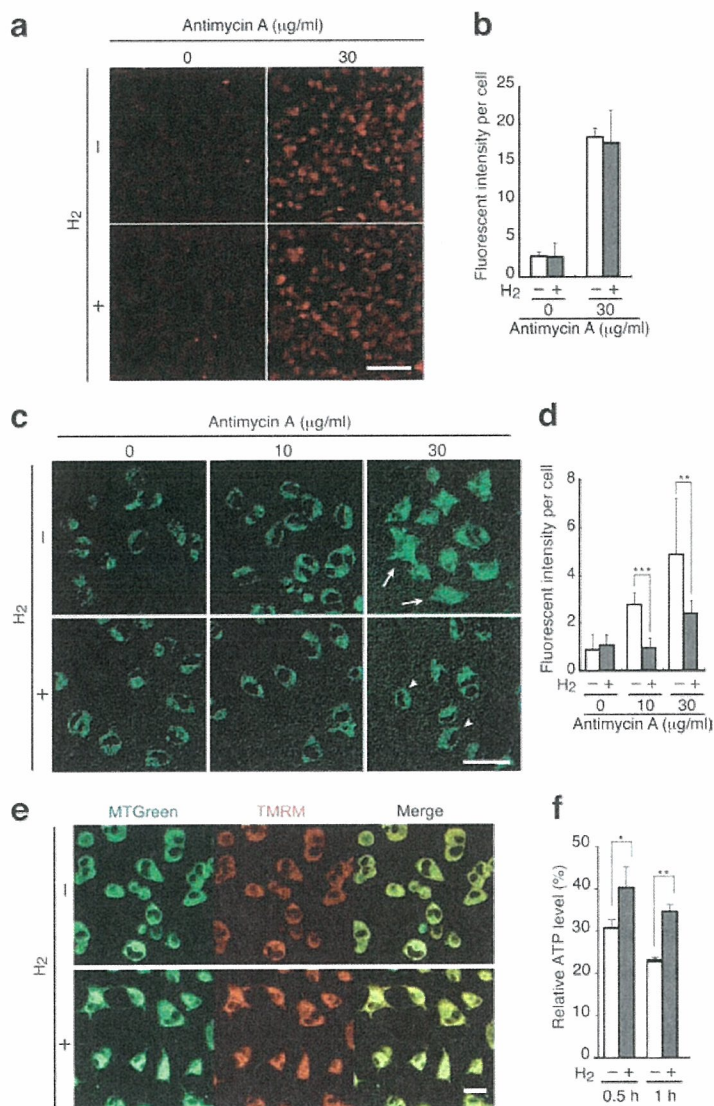 a
Antimycin A (μg/ml)
0 30
H2
−
+
b
Fluorescent intensity per cell
25
20
15
10
5
0
H2 − + − +
0 30
Antimycin A (μg/ml)
c
Antimycin A (μg/ml)
0 10 30
H2
−
+
d
Fluorescent intensity per cell
8
6
4
2
0
*** **
H2 − + − + − +
0 10 30
Antimycin A (μg/ml)
e
MTGreen TMRM Merge
H2
−
+
f
Relative ATP level (%)
50
40
30
20
10
0
* **
H2 − + − +
0.5 h 1 h